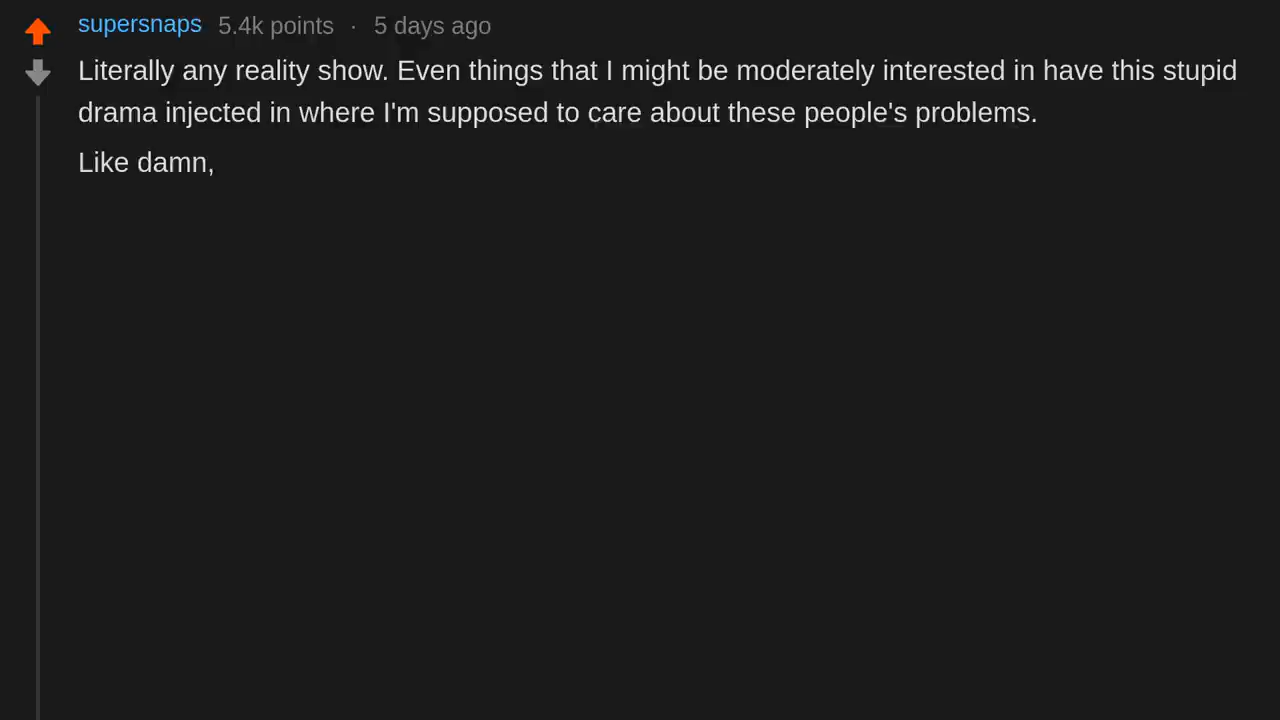 supersnaps 5.4k points · 5 days ago
Literally any reality show. Even things that I might be moderately interested in have this stupid
drama injected in where I'm supposed to care about these people's problems.
Like damn,